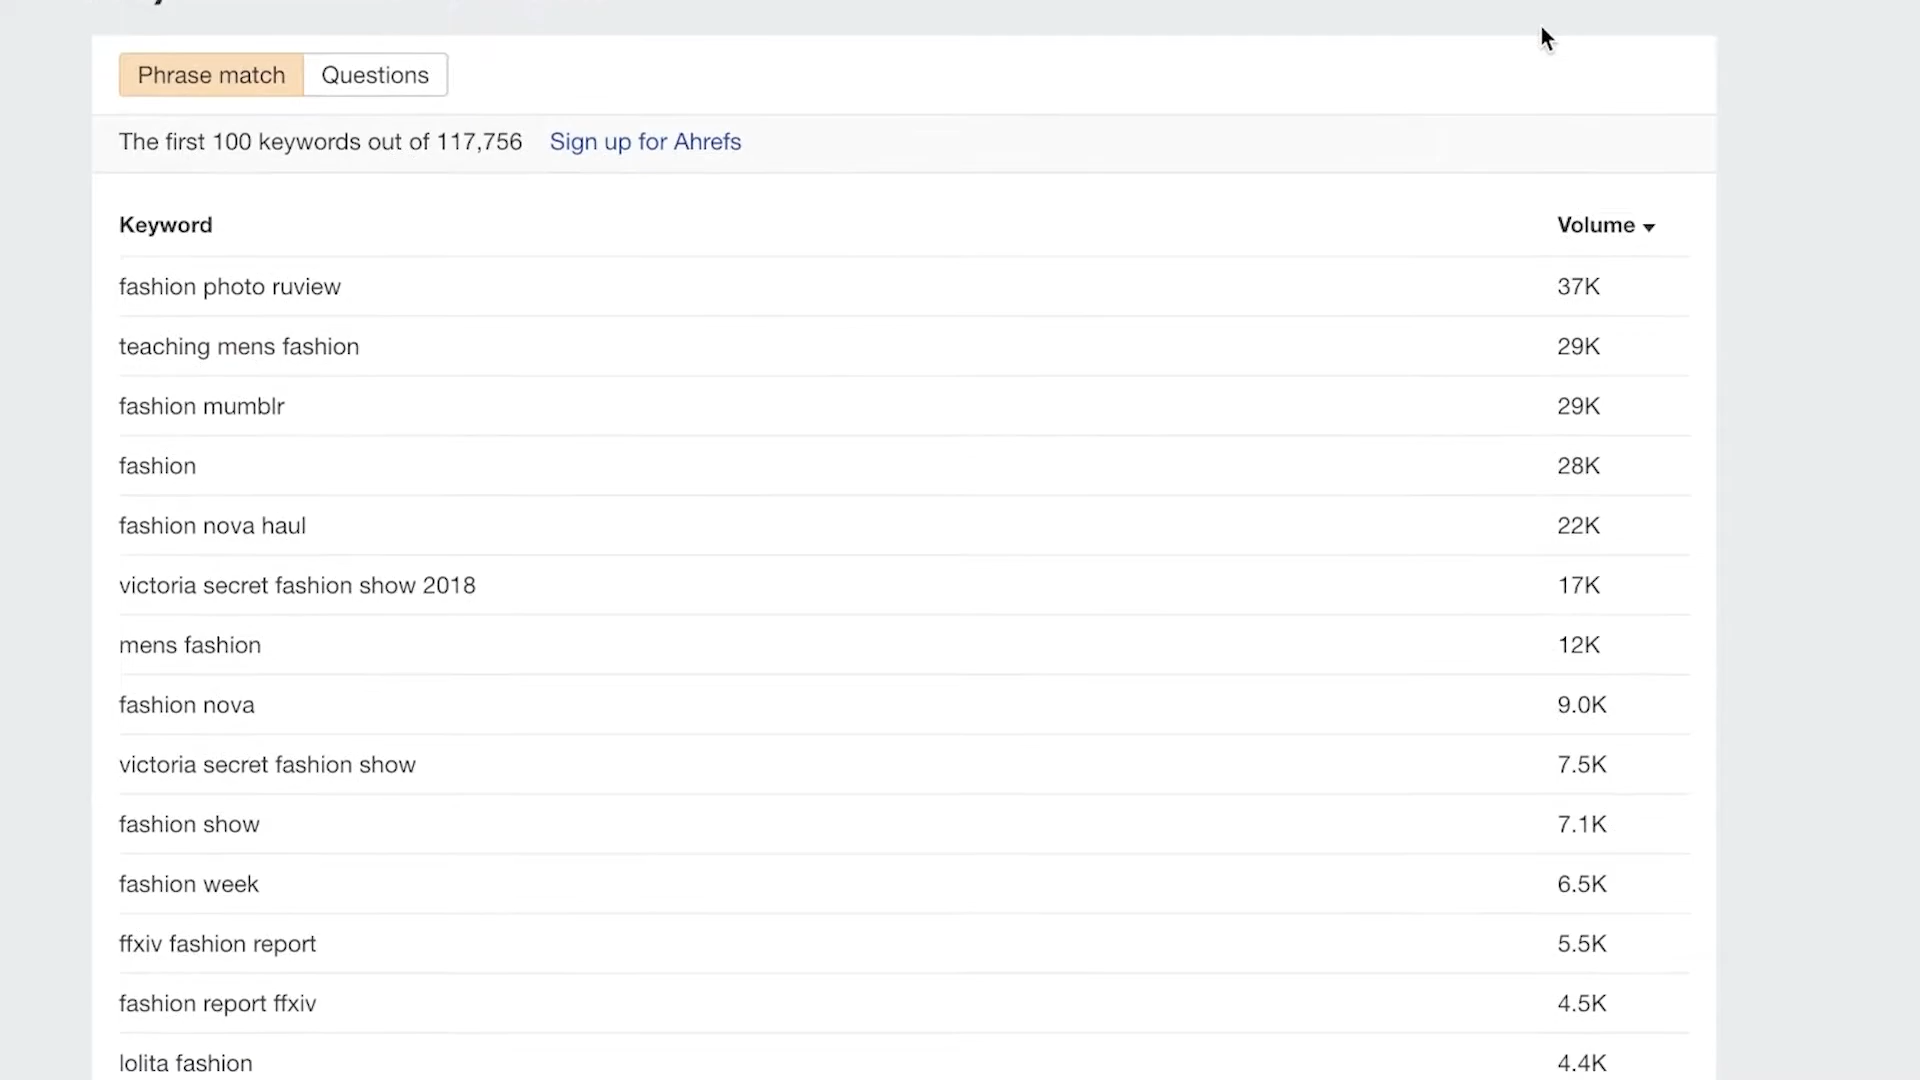 Phrase match Questions
The first 100 keywords out of 117,756 Sign up for Ahrefs
Keyword Volume
fashion photo ruview 37K
teaching mens fashion 29K
fashion mumblr 29K
fashion 28K
fashion nova haul 22K
victoria secret fashion show 2018 17K
mens fashion 12K
fashion nova 9.0K
victoria secret fashion show 7.5K
fashion show 7.1K
fashion week 6.5K
ffxiv fashion report 5.5K
fashion report ffxiv 4.5K
lolita fashion 4.4K